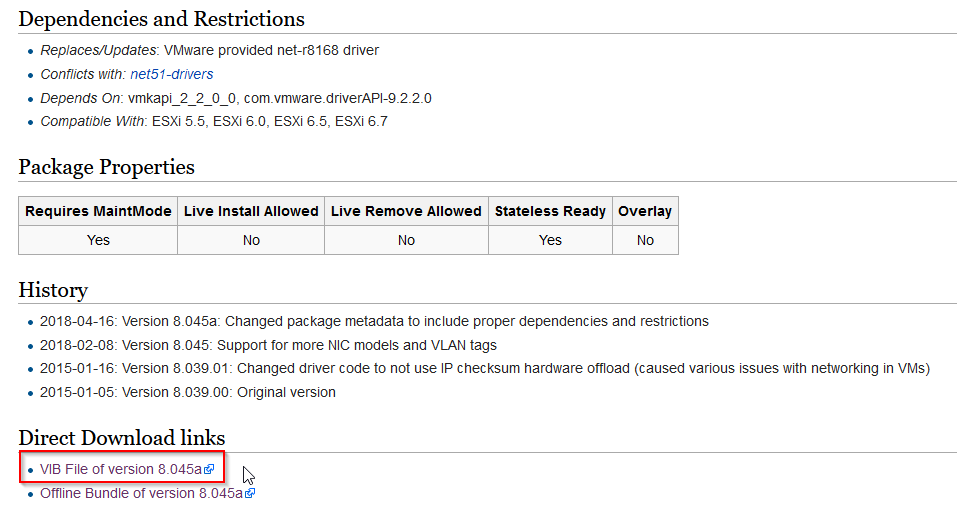 Dependencies and Restrictions
Replaces/Updates: VMware provided net-r8168 driver
Conflicts with: net51-drivers
Depends On: vmkapi_2_2_0_0, com.vmware.driverAPI-9.2.2.0
Compatible With: ESXi 5.5, ESXi 6.0, ESXi 6.5, ESXi 6.7
Package Properties
Requires MaintMode Live Install Allowed Live Remove Allowed Stateless Ready Overlay
Yes No No Yes No
History
2018-04-16: Version 8.045a: Changed package metadata to include proper dependencies and restrictions
2018-02-08: Version 8.045: Support for more NIC models and VLAN tags
2015-01-16: Version 8.039.01: Changed driver code to not use IP checksum hardware offload (caused various issues with networking in VMs)
2015-01-05: Version 8.039.00: Original version
Direct Download links
VIB File of version 8.045a
Offline Bundle of version 8.045a